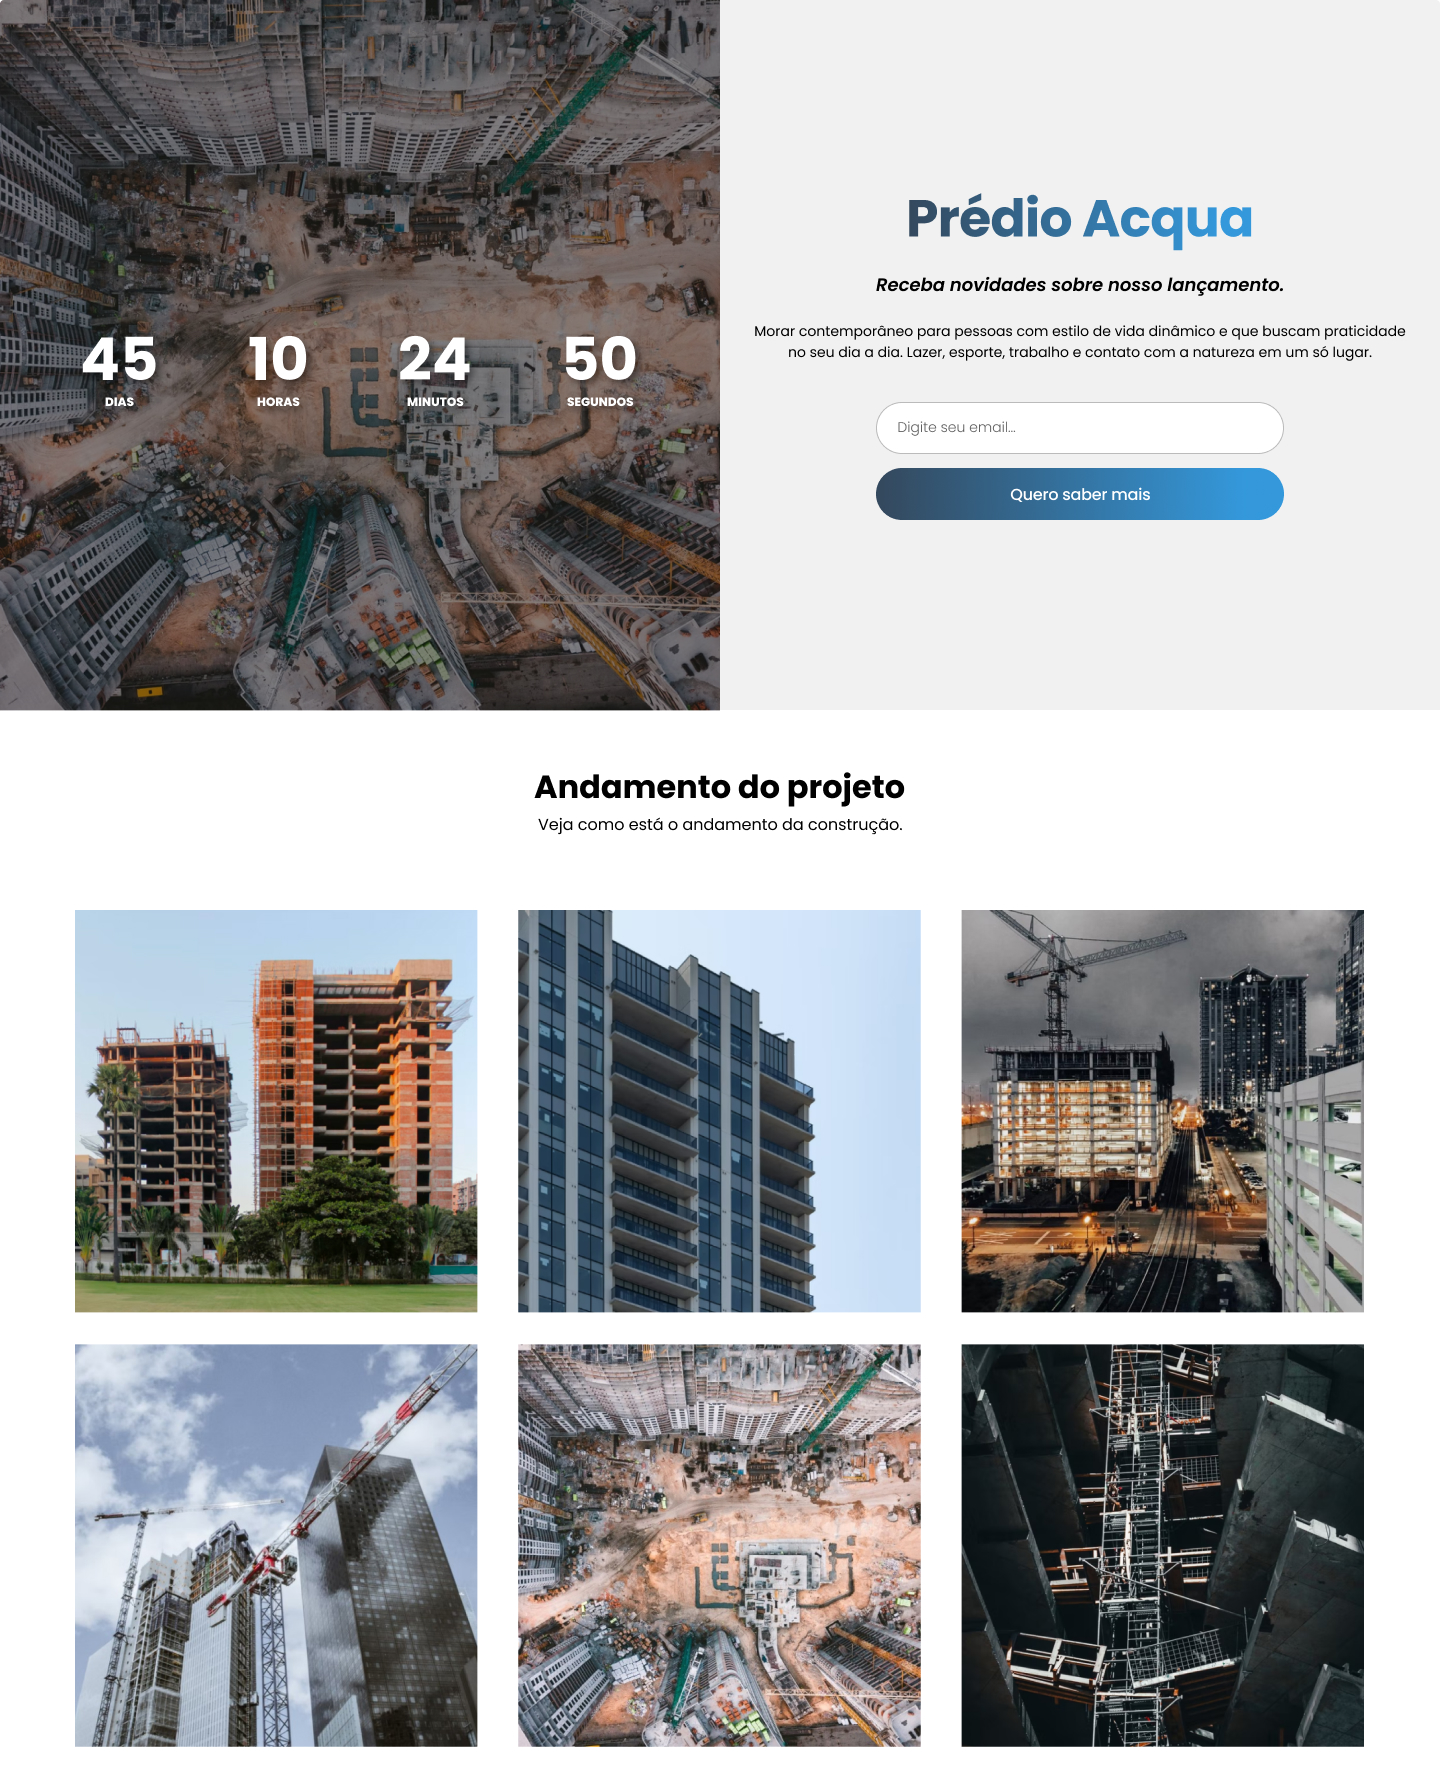 45
10
24
50
DIAS
HORAS
MINUTOS
SEGUNDOS
Prédio Acqua
Receba novidades sobre nosso lançamento.
Morar contemporâneo para pessoas com estilo de vida dinâmico e que buscam praticidade
no seu dia a dia. Lazer, esporte, trabalho e contato com a natureza em um só lugar.
Digite seu email...
Quero saber mais
Andamento do projeto
Veja como está o andamento da construção.